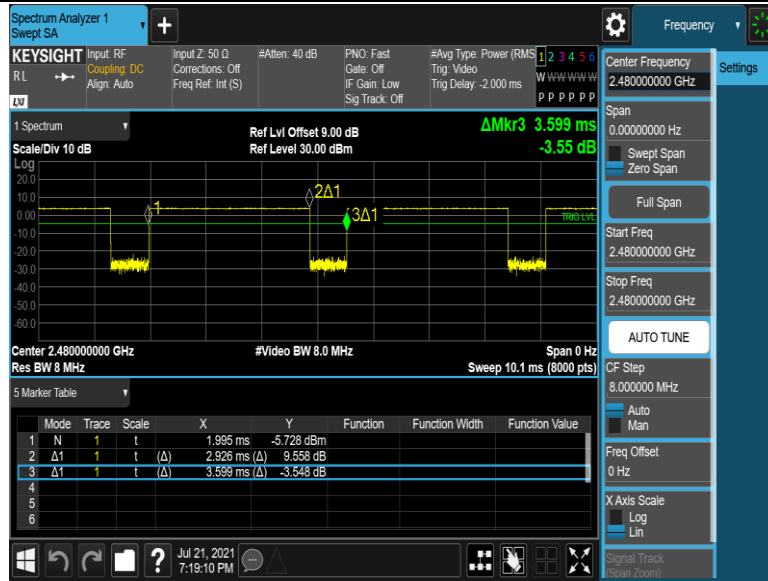 Spectrum Analyzer 1
Swept SA
+
Frequency
KEYSIGHT
RL
LXI
Input: RF
Coupling: DC
Align: Auto
Input Z: 50 Ω
Corrections: Off
Freq Ref: Int (S)
#Atten: 40 dB
PNO: Fast
Gate: Off
IF Gain: Low
Sig Track: Off
#Avg Type: Power (RMS
Trig: Video
Trig Delay: -2.000 ms
1 2 3 4 5 6
W W W W W W
P P P P P P
1 Spectrum
Scale/Div 10 dB
Ref Lvl Offset 9.00 dB
Ref Level 30.00 dBm
ΔMkr3 3.599 ms
-3.55 dB
Log
20.0
10.0
0.00
-10.0
-20.0
-30.0
-40.0
-50.0
-60.0
1
2Δ1
3Δ1
TRIG LVL
Center 2.480000000 GHz
Res BW 8 MHz
#Video BW 8.0 MHz
Span 0 Hz
Sweep 10.1 ms (8000 pts)
5 Marker Table
Mode Trace Scale X Y Function Function Width Function Value
1 N 1 t 1.995 ms -5.728 dBm
2 Δ1 1 t (Δ) 2.926 ms (Δ) 9.558 dB
3 Δ1 1 t (Δ) 3.599 ms (Δ) -3.548 dB
4
5
6
?
Jul 21, 2021
7:19:10 PM
Center Frequency
2.480000000 GHz
Span
0.00000000 Hz
Swept Span
Zero Span
Full Span
Start Freq
2.480000000 GHz
Stop Freq
2.480000000 GHz
AUTO TUNE
CF Step
8.000000 MHz
Auto
Man
Freq Offset
0 Hz
X Axis Scale
Log
Lin
Signal Track
(Span Zoom)
Settings